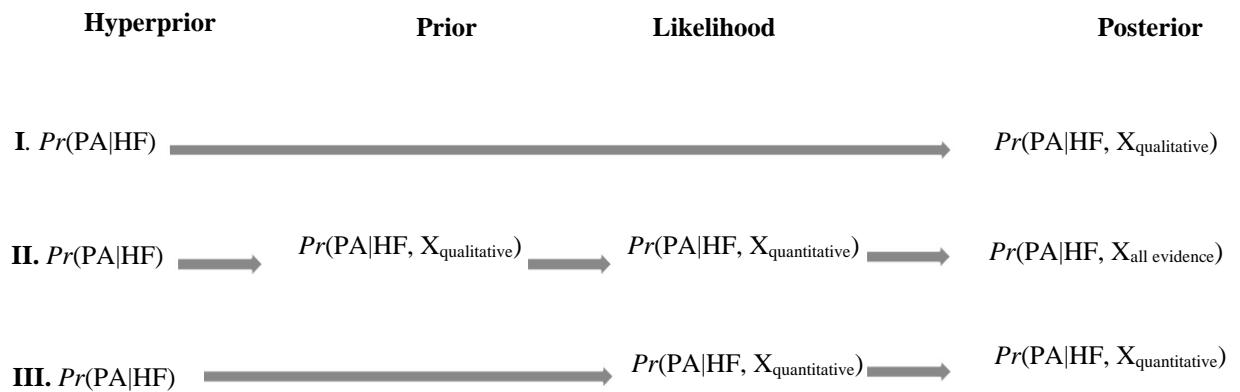 Hyperprior Prior Likelihood Posterior
I. Pr(PA|HF) Pr(PA|HF, Xqualitative)
II. Pr(PA|HF) Pr(PA|HF, Xqualitative) Pr(PA|HF, Xquantitative) Pr(PA|HF, Xall evidence)
III. Pr(PA|HF) Pr(PA|HF, Xquantitative) Pr(PA|HF, Xquantitative)